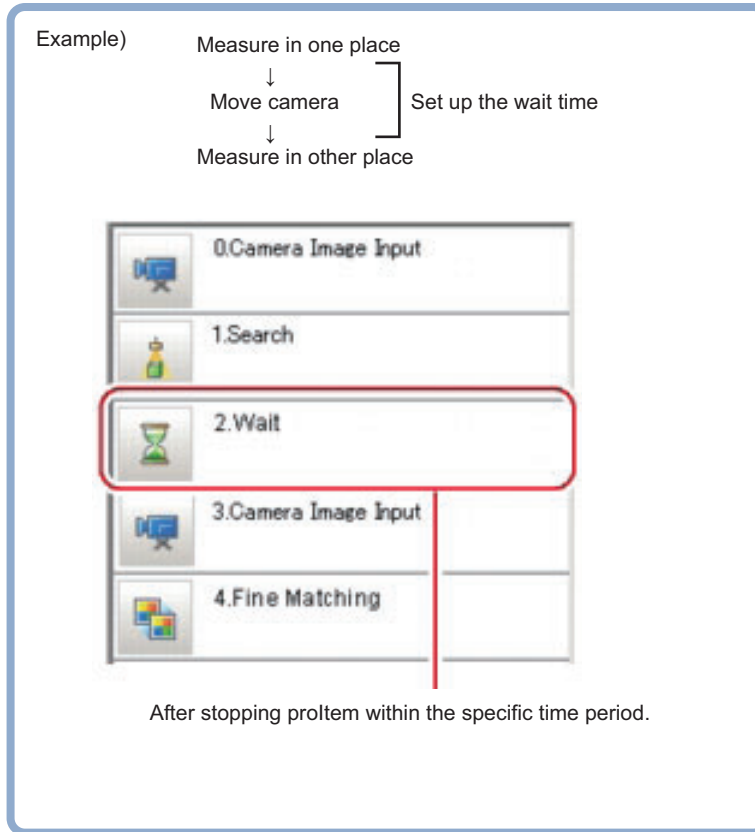 Example)
Measure in one place
↓
Move camera
Set up the wait time
↓
Measure in other place
0.Camera Image Input
1.Search
2.Wait
3.Camera Image Input
4.Fine Matching
After stopping proItem within the specific time period.